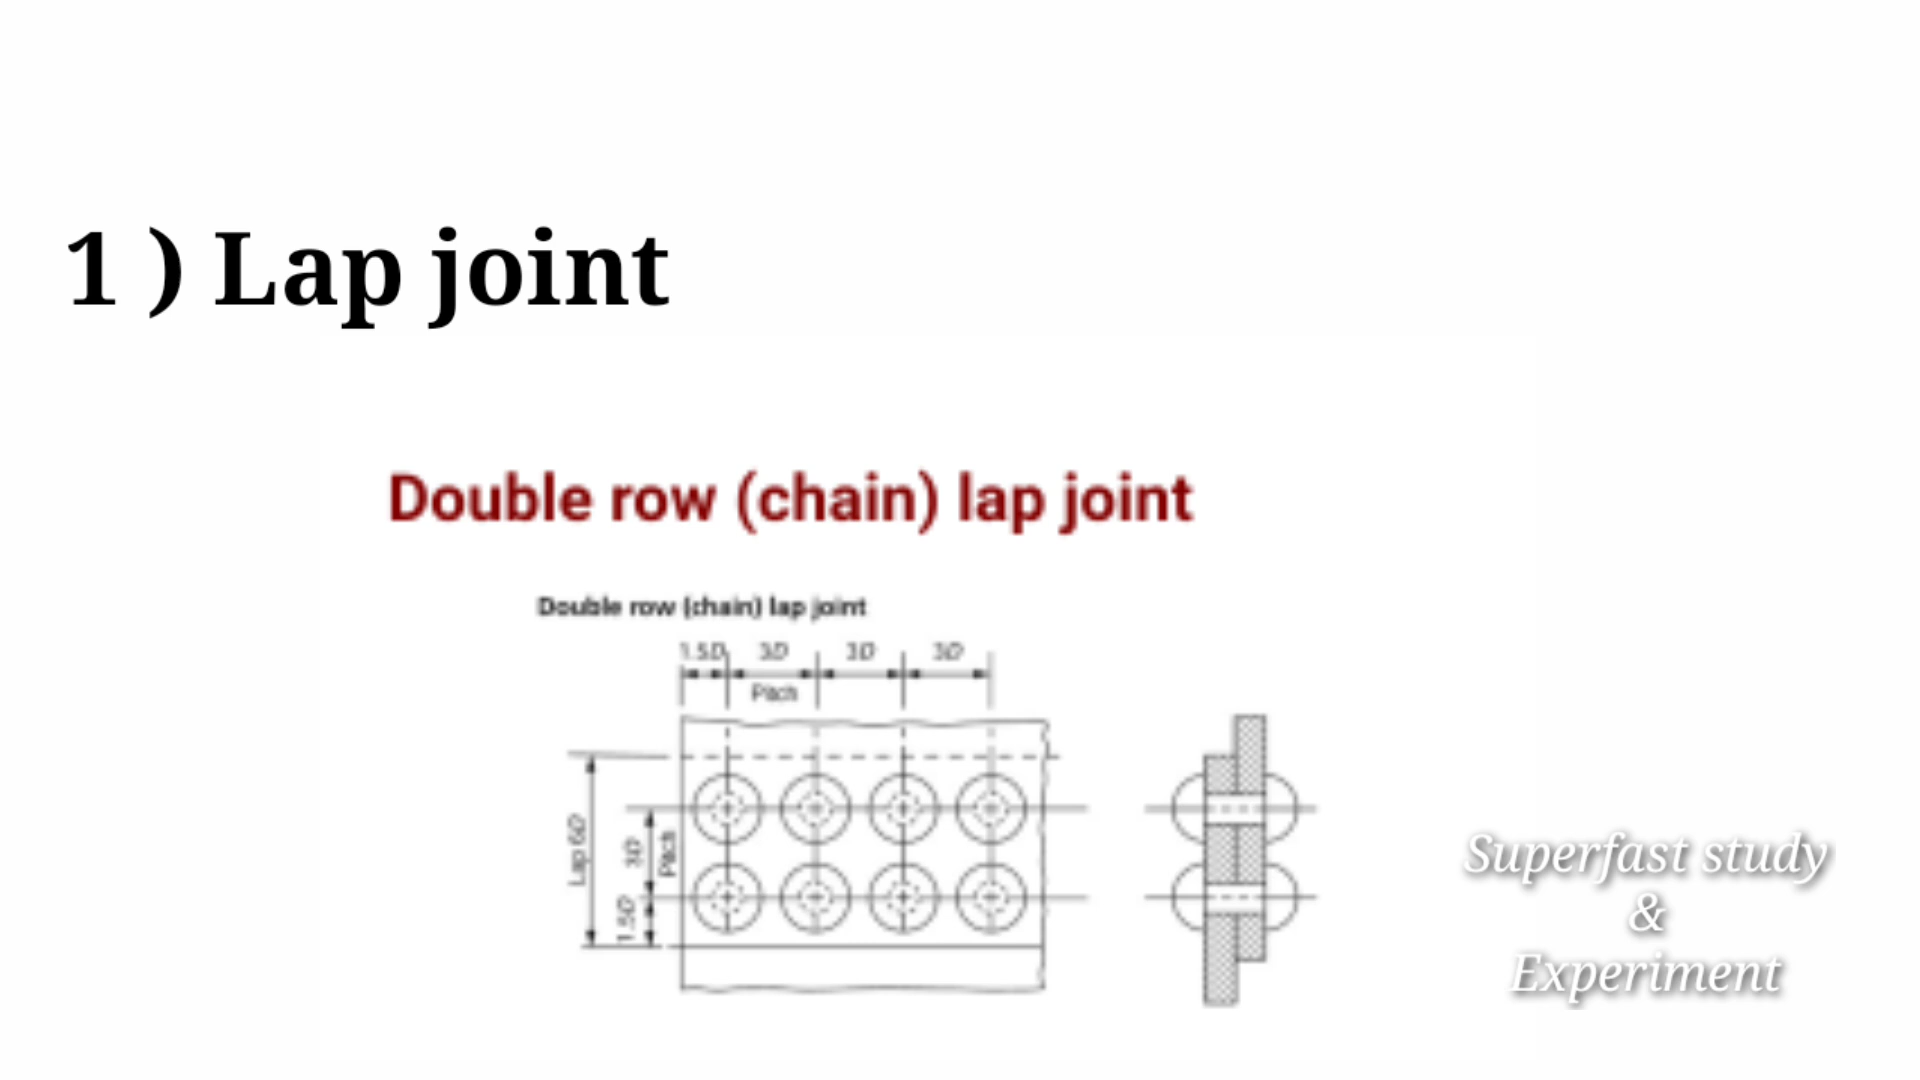 1 ) Lap joint
Double row (chain) lap joint
Double row (chain) lap joint
1.5D 3D 3D 3D
Pitch
Lap 6D
3D
Pitch
1.5D
Superfast study
&
Experiment